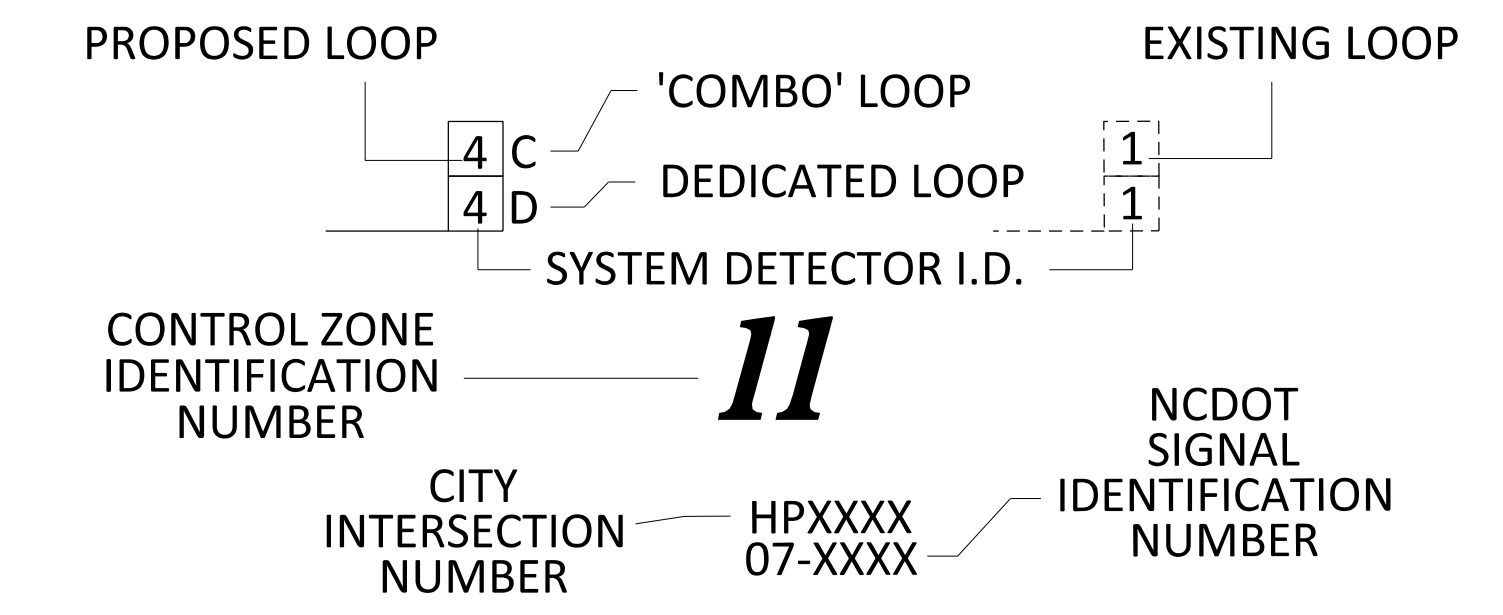 PROPOSED LOOP
EXISTING LOOP
'COMBO' LOOP
4 C
1
DEDICATED LOOP
4 D
1
SYSTEM DETECTOR I.D.
CONTROL ZONE
IDENTIFICATION
NUMBER
11
NCDOT
SIGNAL
IDENTIFICATION
NUMBER
CITY
INTERSECTION
NUMBER
HPXXXX
07-XXXX